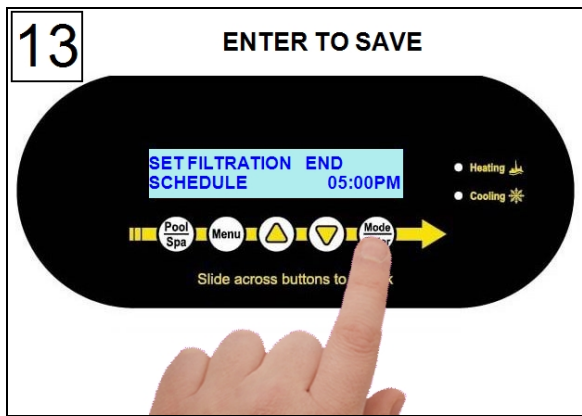 13
ENTER TO SAVE
SET FILTRATION END
SCHEDULE 05:00PM
Heating
Cooling
Pool
Spa
Menu
Mode
Slide across buttons to